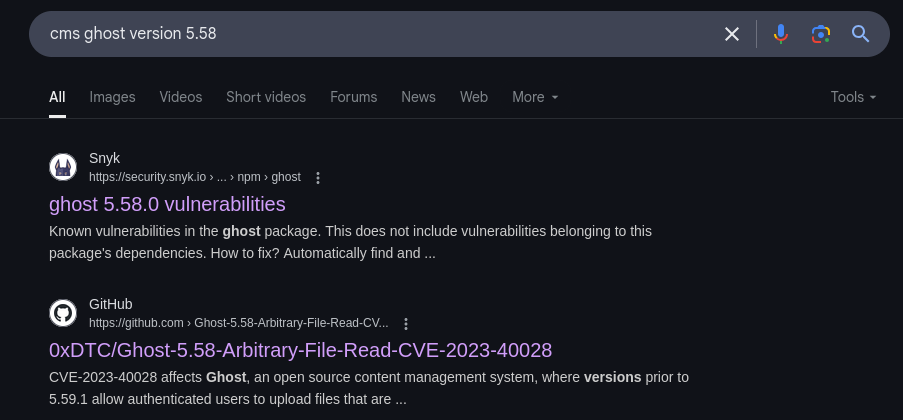 cms ghost version 5.58
All Images Videos Short videos Forums News Web More Tools
Snyk
https://security.snyk.io › ... › npm › ghost
ghost 5.58.0 vulnerabilities
Known vulnerabilities in the ghost package. This does not include vulnerabilities belonging to this
package's dependencies. How to fix? Automatically find and ...
GitHub
https://github.com › Ghost-5.58-Arbitrary-File-Read-CV...
0xDTC/Ghost-5.58-Arbitrary-File-Read-CVE-2023-40028
CVE-2023-40028 affects Ghost, an open source content management system, where versions prior to
5.59.1 allow authenticated users to upload files that are ...